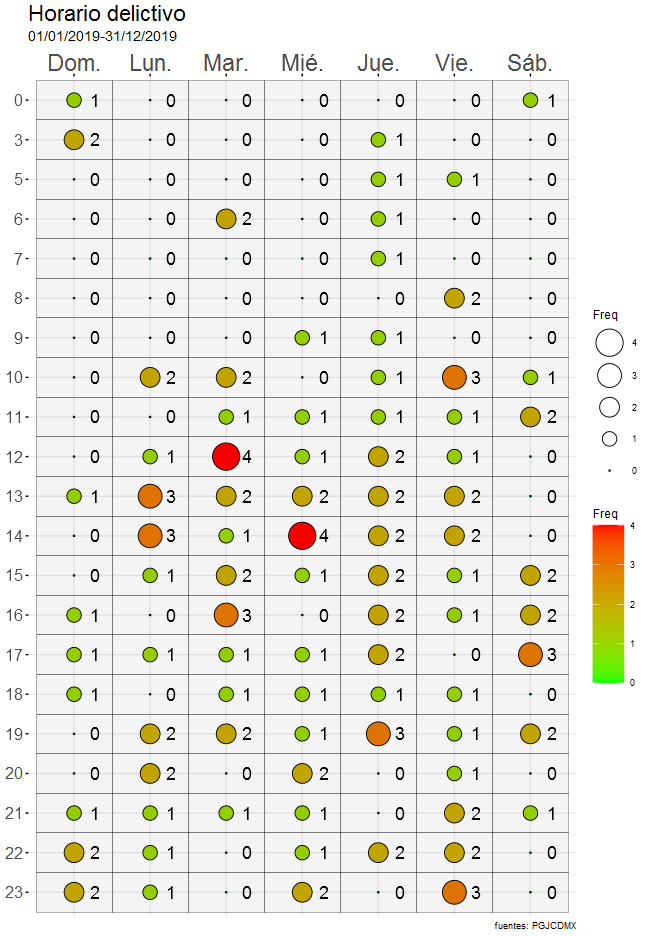 Horario delictivo
01/01/2019-31/12/2019
Dom. Lun. Mar. Mié. Jue. Vie. Sáb.
0 1 0 0 0 0 0 1
3 2 0 0 0 1 0 0
5 0 0 0 0 1 1 0
6 0 0 2 0 1 0 0
7 0 0 0 0 1 0 0
8 0 0 0 0 0 2 0
9 0 0 0 1 1 0 0
10 0 2 2 0 1 3 1
11 0 0 1 1 1 1 2
12 0 1 4 1 2 1 0
13 1 3 2 2 2 2 0
14 0 3 1 4 2 2 0
15 0 1 2 1 2 1 2
16 1 0 3 0 2 1 2
17 1 1 1 1 2 0 3
18 1 0 1 1 1 1 0
19 0 2 2 1 3 1 2
20 0 2 0 2 0 1 0
21 1 1 1 1 0 2 1
22 2 1 0 1 2 2 0
23 2 1 0 2 0 3 0
Freq
4
3
2
1
0
Freq
4
3
2
1
0
fuentes: PGJCDMX